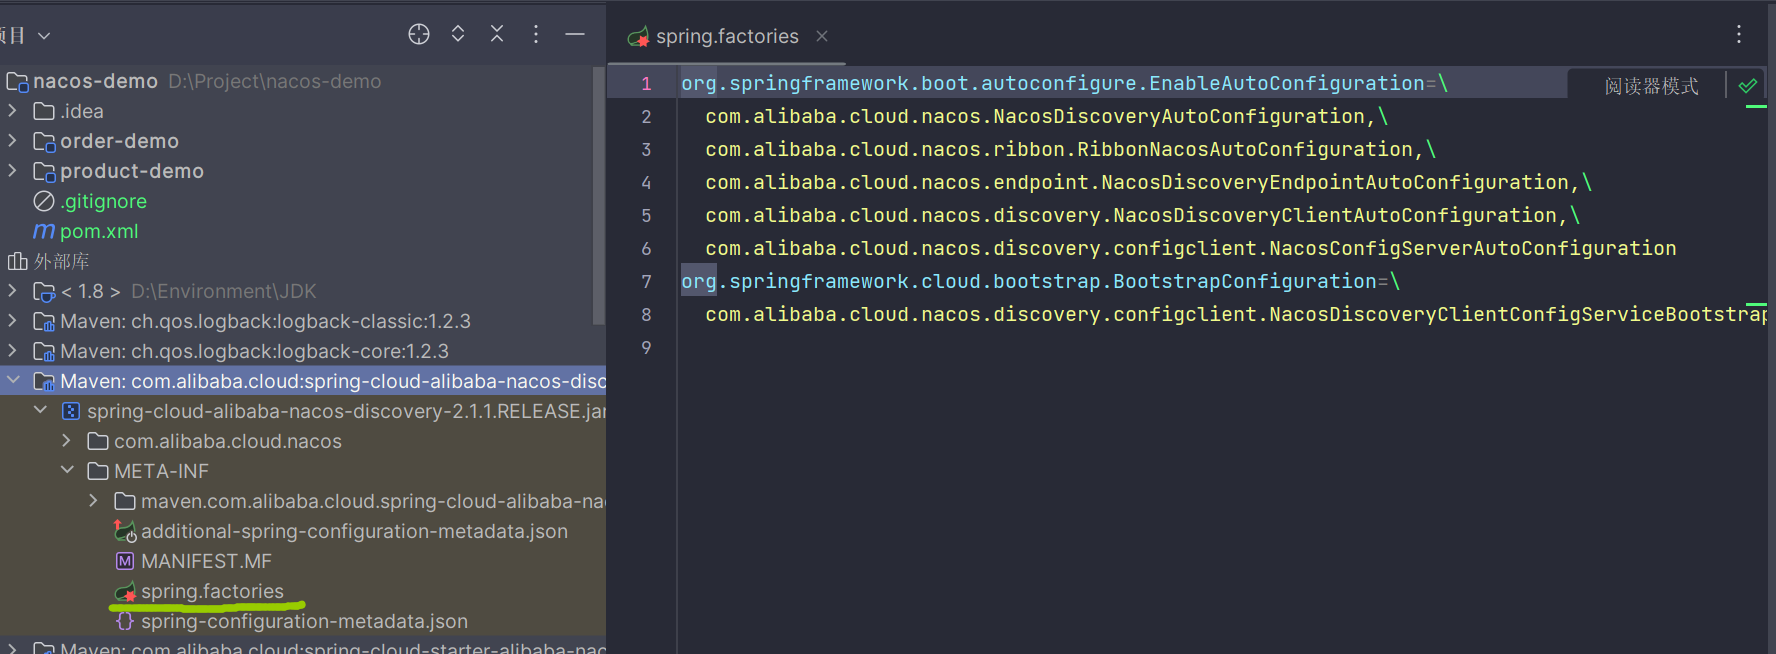 项目
nacos-demo D:\Project\nacos-demo
.idea
order-demo
product-demo
.gitignore
pom.xml
外部库
< 1.8 > D:\Environment\JDK
Maven: ch.qos.logback:logback-classic:1.2.3
Maven: ch.qos.logback:logback-core:1.2.3
Maven: com.alibaba.cloud:spring-cloud-alibaba-nacos-disc
spring-cloud-alibaba-nacos-discovery-2.1.1.RELEASE.jar
com.alibaba.cloud.nacos
META-INF
maven.com.alibaba.cloud.spring-cloud-alibaba-nac
additional-spring-configuration-metadata.json
MANIFEST.MF
spring.factories
spring-configuration-metadata.json
Maven: com.alibaba.cloud:spring-cloud-starter-alibaba-nac
spring.factories
阅读器模式
1 org.springframework.boot.autoconfigure.EnableAutoConfiguration=\
2 com.alibaba.cloud.nacos.NacosDiscoveryAutoConfiguration,\
3 com.alibaba.cloud.nacos.ribbon.RibbonNacosAutoConfiguration,\
4 com.alibaba.cloud.nacos.endpoint.NacosDiscoveryEndpointAutoConfiguration,\
5 com.alibaba.cloud.nacos.discovery.NacosDiscoveryClientAutoConfiguration,\
6 com.alibaba.cloud.nacos.discovery.configclient.NacosConfigServerAutoConfiguration
7 org.springframework.cloud.bootstrap.BootstrapConfiguration=\
8 com.alibaba.cloud.nacos.discovery.configclient.NacosDiscoveryClientConfigServiceBootstrap
9